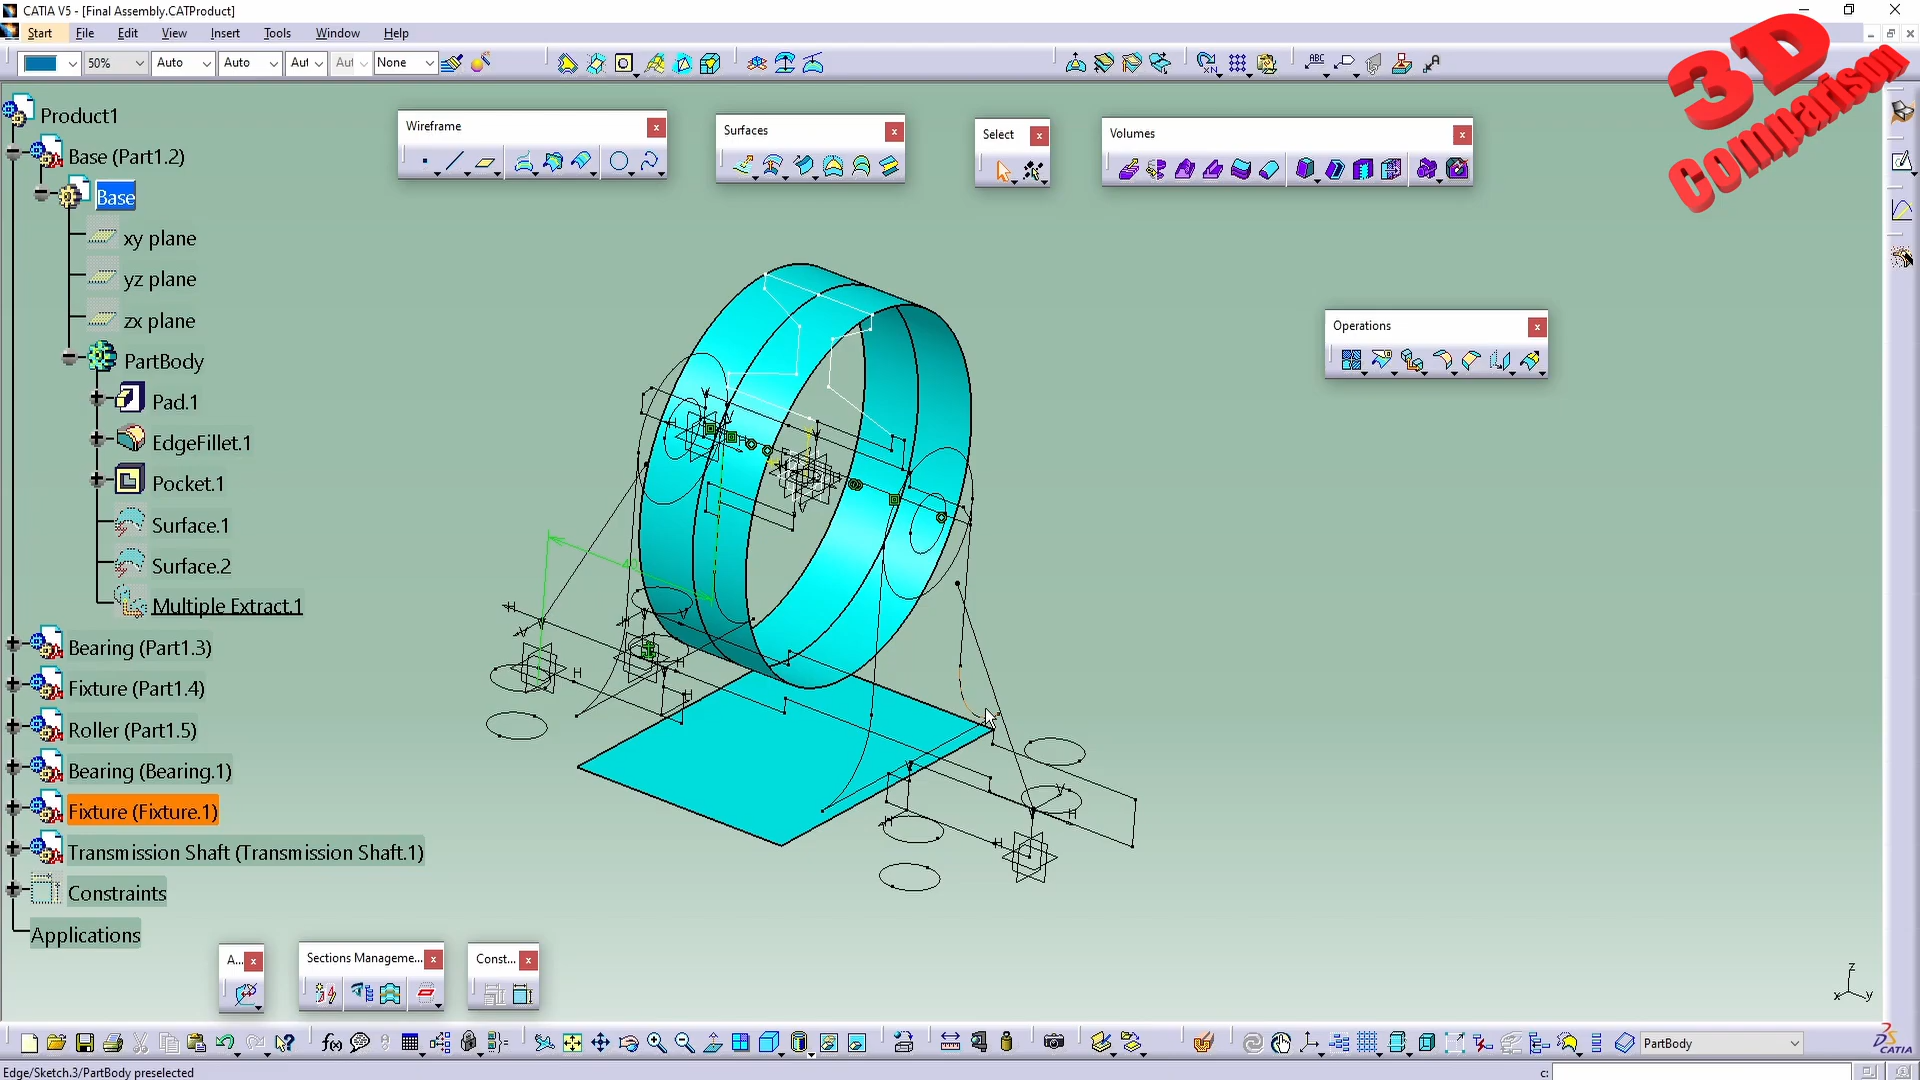 CATIA V5 - [Final Assembly.CATProduct]
Start File Edit View Insert Tools Window Help
50% Auto Auto Aut Aut None
ABC
3D
Comparison
Product1
Base (Part1.2)
Base
xy plane
yz plane
zx plane
PartBody
Pad.1
EdgeFillet.1
Pocket.1
Surface.1
Surface.2
Multiple Extract.1
Bearing (Part1.3)
Fixture (Part1.4)
Roller (Part1.5)
Bearing (Bearing.1)
Fixture (Fixture.1)
Transmission Shaft (Transmission Shaft.1)
Constraints
Applications
Wireframe
Surfaces
Select
Volumes
Operations
A...
Sections Manageme...
Const...
z
x y
f(x)
PartBody
CATIA
Edge/Sketch.3/PartBody preselected
c: